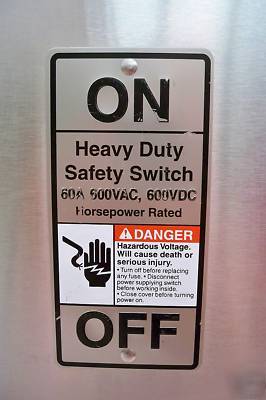 ON
Heavy Duty
Safety Switch
60A 600VAC, 600VDC
Horsepower Rated
DANGER
Hazardous Voltage.
Will cause death or
serious injury.
• Turn off before replacing
any fuse. • Disconnect
power supplying switch
before working inside.
• Close cover before turning
power on.
OFF